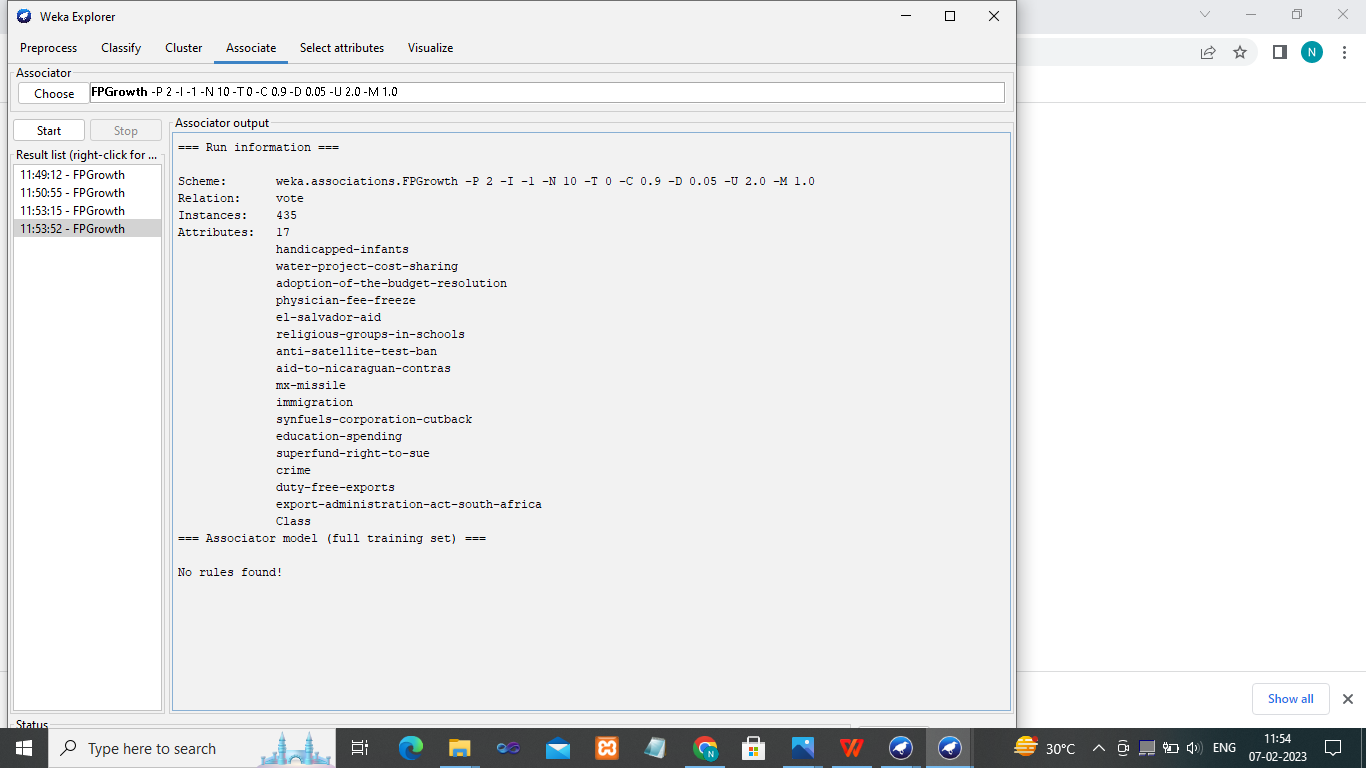 Weka Explorer
Preprocess Classify Cluster Associate Select attributes Visualize
Associator
Choose FPGrowth -P 2 -I -1 -N 10 -T 0 -C 0.9 -D 0.05 -U 2.0 -M 1.0
Start Stop
Result list (right-click for ...
11:49:12 - FPGrowth
11:50:55 - FPGrowth
11:53:15 - FPGrowth
11:53:52 - FPGrowth
Associator output
=== Run information ===
Scheme: weka.associations.FPGrowth -P 2 -I -1 -N 10 -T 0 -C 0.9 -D 0.05 -U 2.0 -M 1.0
Relation: vote
Instances: 435
Attributes: 17
handicapped-infants
water-project-cost-sharing
adoption-of-the-budget-resolution
physician-fee-freeze
el-salvador-aid
religious-groups-in-schools
anti-satellite-test-ban
aid-to-nicaraguan-contras
mx-missile
immigration
synfuels-corporation-cutback
education-spending
superfund-right-to-sue
crime
duty-free-exports
export-administration-act-south-africa
Class
=== Associator model (full training set) ===
No rules found!
Status
N
Show all
Type here to search
30°C
ENG
11:54
07-02-2023